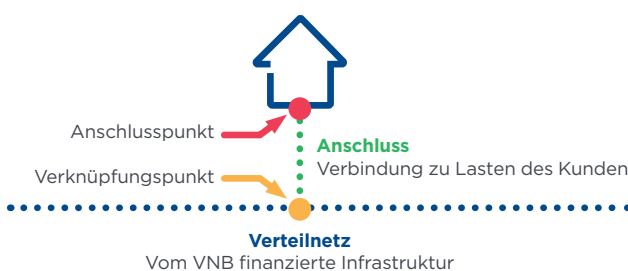 Anschlusspunkt
Anschluss
Verbindung zu Lasten des Kunden
Verknüpfungspunkt
Verteilnetz
Vom VNB finanzierte Infrastruktur